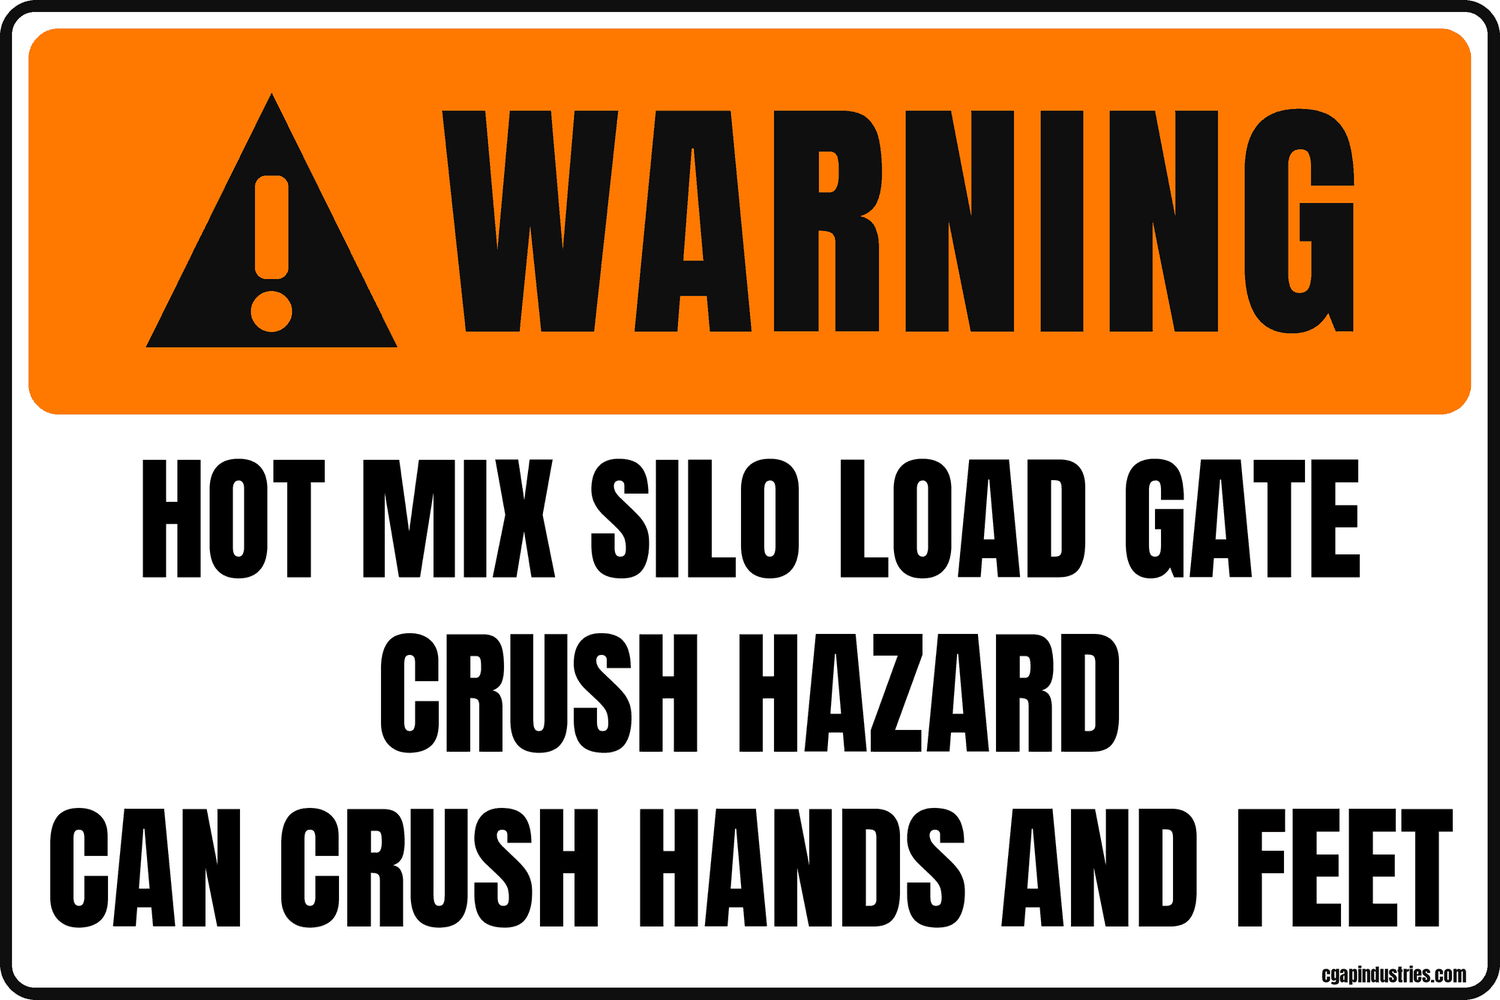 WARNING
HOT MIX SILO LOAD GATE
CRUSH HAZARD
CAN CRUSH HANDS AND FEET
cgapindustries.com